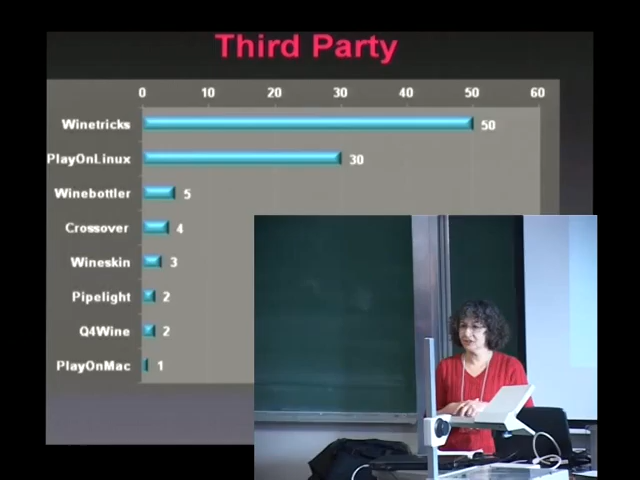 Third Party
0 10 20 30 40 50 60
Winetricks 50
PlayOnLinux 30
Winebottler 5
Crossover 4
Wineskin 3
Pipelight 2
Q4Wine 2
PlayOnMac 1